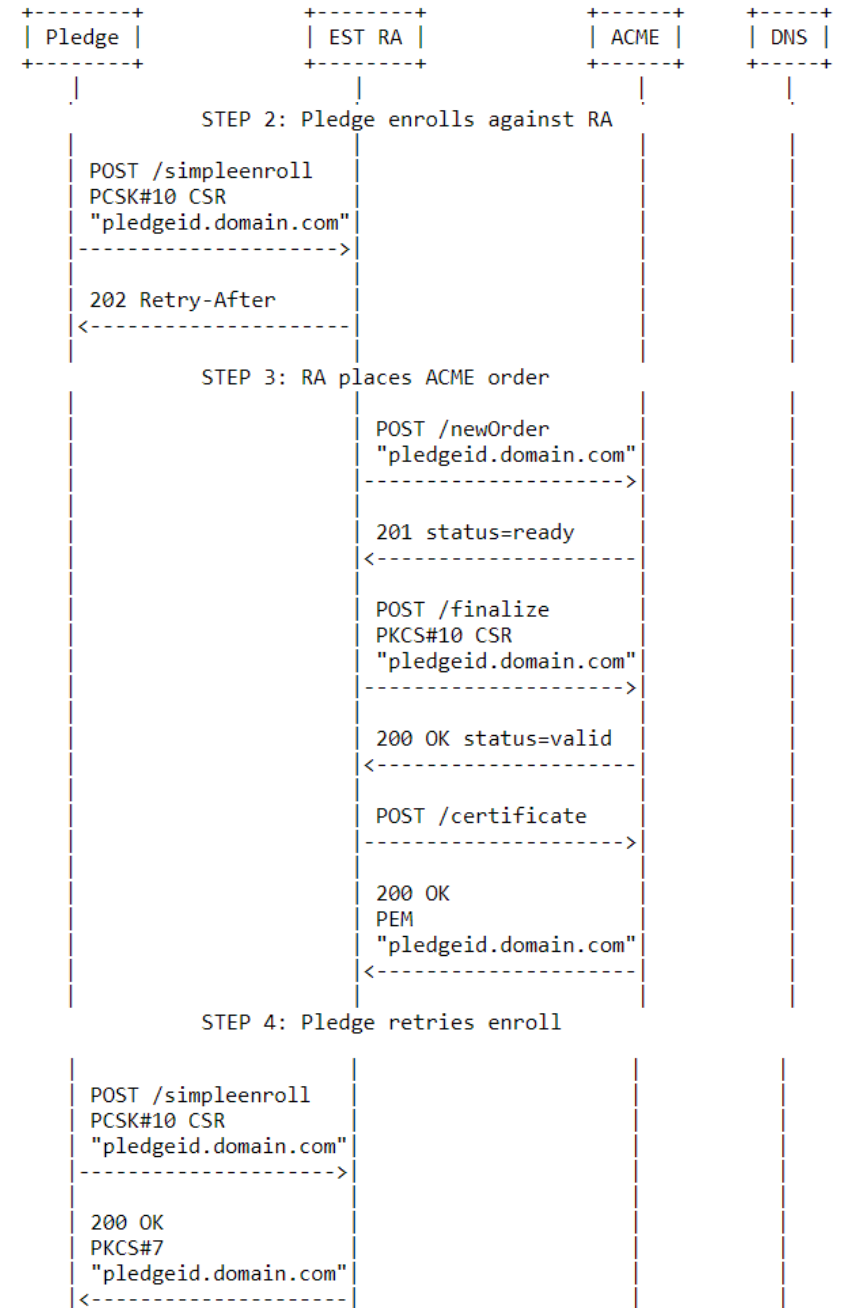 Pledge EST RA ACME DNS
STEP 2: Pledge enrolls against RA
POST /simpleenroll
PCSK#10 CSR
"pledgeid.domain.com"
202 Retry-After
STEP 3: RA places ACME order
POST /newOrder
"pledgeid.domain.com"
201 status=ready
POST /finalize
PKCS#10 CSR
"pledgeid.domain.com"
200 OK status=valid
POST /certificate
200 OK
PEM
"pledgeid.domain.com"
STEP 4: Pledge retries enroll
POST /simpleenroll
PCSK#10 CSR
"pledgeid.domain.com"
200 OK
PKCS#7
"pledgeid.domain.com"